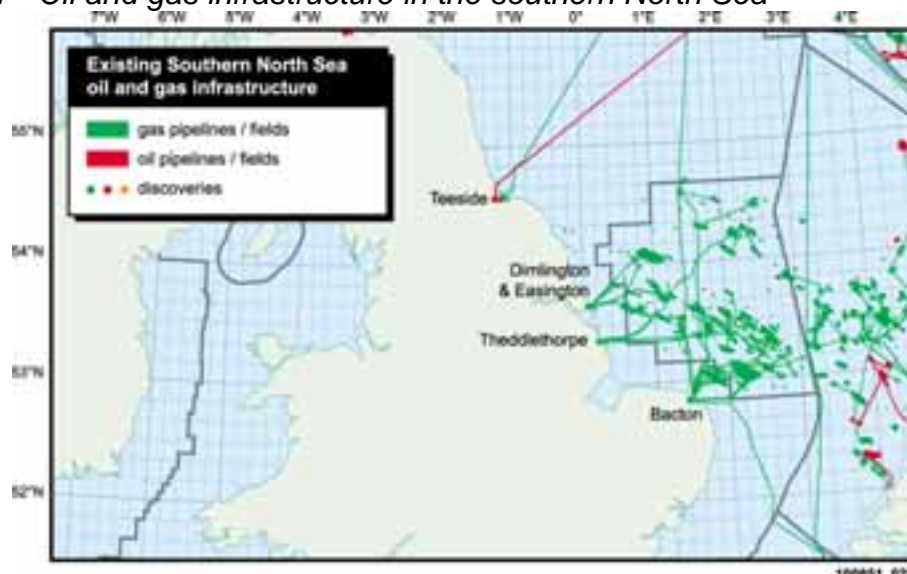 Oil and gas infrastructure in the southern North Sea
7°W 6°W 5°W 4°W 3°W 2°W 1°W 0° 1°E 2°E 3°E 4°E
Existing Southern North Sea
oil and gas infrastructure
gas pipelines / fields
oil pipelines / fields
discoveries
55°N
Teeside
54°N
Dimlington
& Easington
Theddlethorpe
53°N
Bacton
52°N